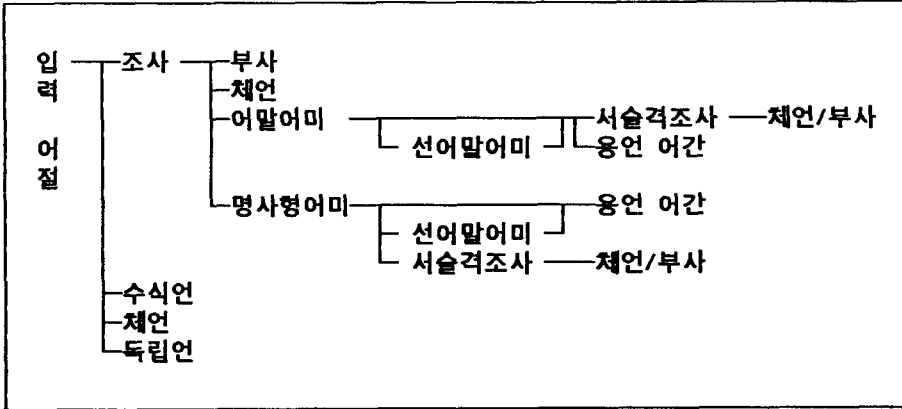 입력 어절 조사 부사
체언
어말어미 서술격조사 체언/부사
선어말어미 용언 어간
명사형어미 용언 어간
선어말어미
서술격조사 체언/부사
수식언
체언
독립언